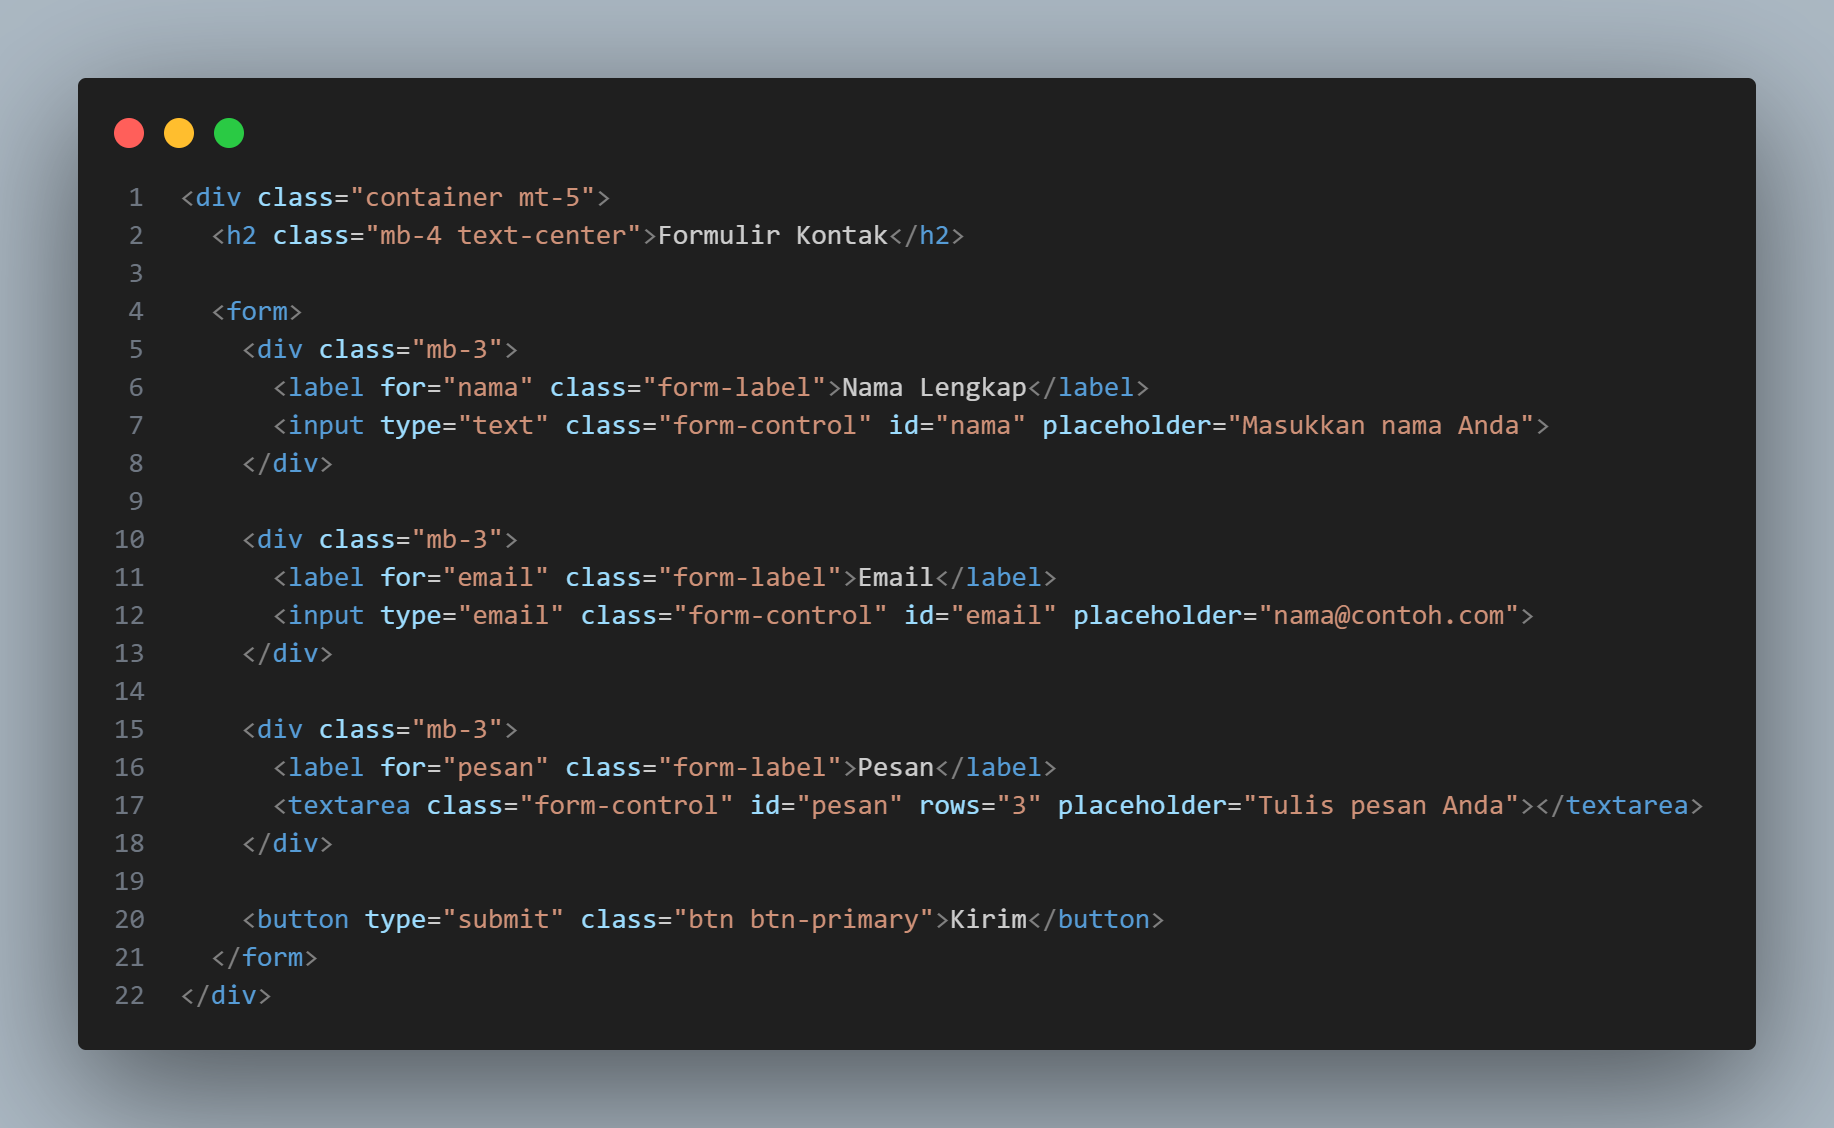 1 <div class="container mt-5">
2   <h2 class="mb-4 text-center">Formulir Kontak</h2>
3
4   <form>
5     <div class="mb-3">
6       <label for="nama" class="form-label">Nama Lengkap</label>
7       <input type="text" class="form-control" id="nama" placeholder="Masukkan nama Anda">
8     </div>
9
10     <div class="mb-3">
11       <label for="email" class="form-label">Email</label>
12       <input type="email" class="form-control" id="email" placeholder="nama@contoh.com">
13     </div>
14
15     <div class="mb-3">
16       <label for="pesan" class="form-label">Pesan</label>
17       <textarea class="form-control" id="pesan" rows="3" placeholder="Tulis pesan Anda"></textarea>
18     </div>
19
20     <button type="submit" class="btn btn-primary">Kirim</button>
21   </form>
22 </div>